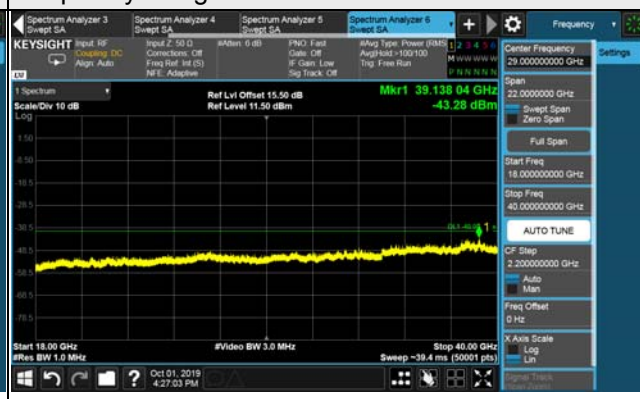 Spectrum Analyzer 3
Swept SA
Spectrum Analyzer 4
Swept SA
Spectrum Analyzer 5
Swept SA
Spectrum Analyzer 6
Swept SA
Frequency
KEYSIGHT
Input: RF
Coupling: DC
Align: Auto
Input Z: 50 Ω
Corrections: Off
Freq Ref: Int (S)
NFE: Adaptive
#Atten: 6 dB
PNO: Fast
Gate: Off
IF Gain: Low
Sig Track: Off
#Avg Type: Power (RMS
Avg|Hold:>100/100
Trig: Free Run
1 2 3 4 5 6
M W W W W W
P N N N N N
LXI
1 Spectrum
Scale/Div 10 dB
Log
Ref Lvl Offset 15.50 dB
Ref Level 11.50 dBm
Mkr1 39.138 04 GHz
-43.28 dBm
1.50
-8.50
-18.5
-28.5
-38.5
-48.5
-58.5
-68.5
-78.5
1
Start 18.00 GHz
#Res BW 1.0 MHz
#Video BW 3.0 MHz
Stop 40.00 GHz
Sweep ~39.4 ms (50001 pts)
Oct 01, 2019
4:27:03 PM
Center Frequency
29.000000000 GHz
Settings
Span
22.0000000 GHz
Swept Span
Zero Span
Full Span
Start Freq
18.000000000 GHz
Stop Freq
40.000000000 GHz
AUTO TUNE
CF Step
2.200000000 GHz
Auto
Man
Freq Offset
0 Hz
X Axis Scale
Log
Lin
Signal Track